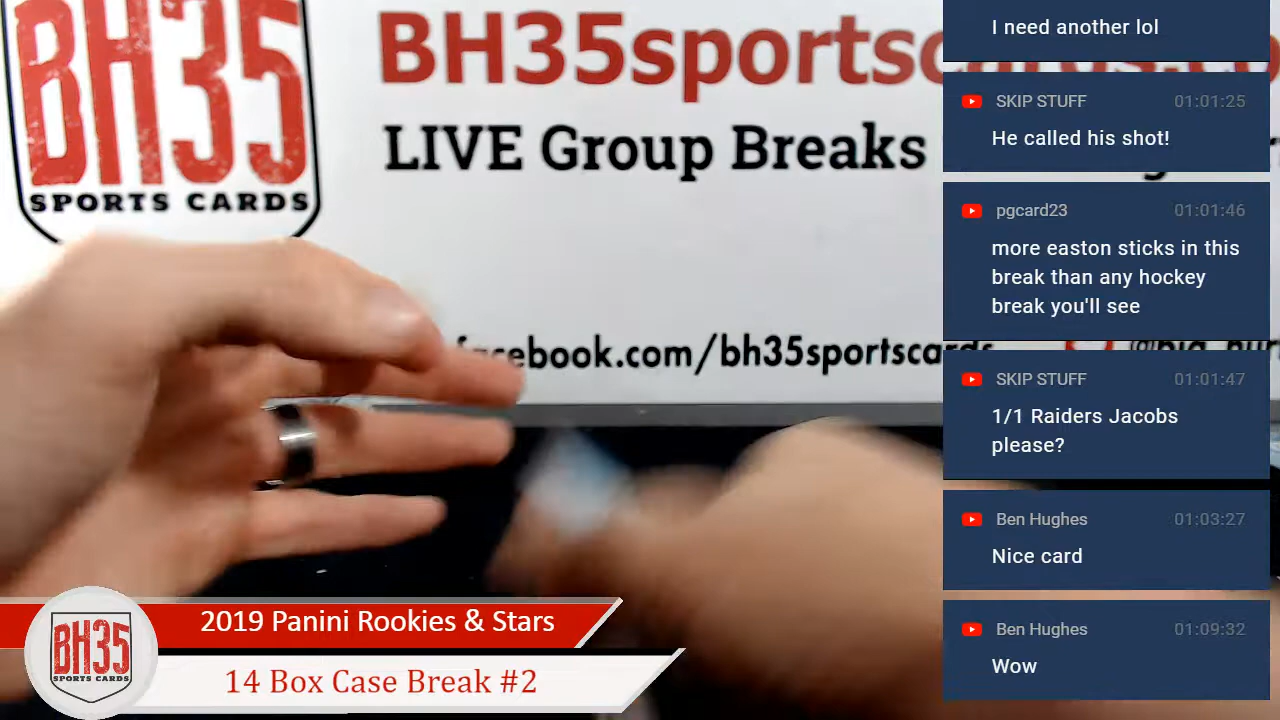 BH35
SPORTS CARDS
BH35sportscards.co
LIVE Group Breaks
facebook.com/bh35sportscards
I need another lol
SKIP STUFF 01:01:25
He called his shot!
pgcard23 01:01:46
more easton sticks in this
break than any hockey
break you'll see
SKIP STUFF 01:01:47
1/1 Raiders Jacobs
please?
Ben Hughes 01:03:27
Nice card
Ben Hughes 01:09:32
Wow
BH35
SPORTS CARDS
2019 Panini Rookies & Stars
14 Box Case Break #2